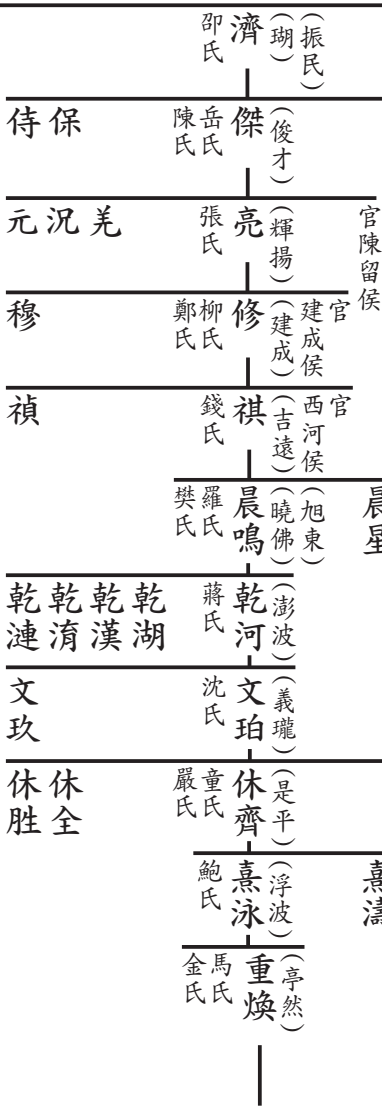 （振民）
（瑚）
濟
邵氏
（俊才）
傑
岳氏
陳氏
保
侍
官陳留侯
（輝揚）
亮
張氏
羌
況
元
官
建成侯
（建成）
修
柳氏
鄭氏
穆
官
西河侯
（吉遠）
祺
錢氏
禎
晨星
（旭東）
（曉佛）
晨鳴
羅氏
樊氏
（澎波）
乾河
蔣氏
乾湖
乾漢
乾淯
乾漣
（義瓏）
文珀
沈氏
文玖
（是平）
休齊
童氏
嚴氏
休全
休胜
熹濤
（浮波）
熹泳
鮑氏
（亭然）
重煥
馬氏
金氏